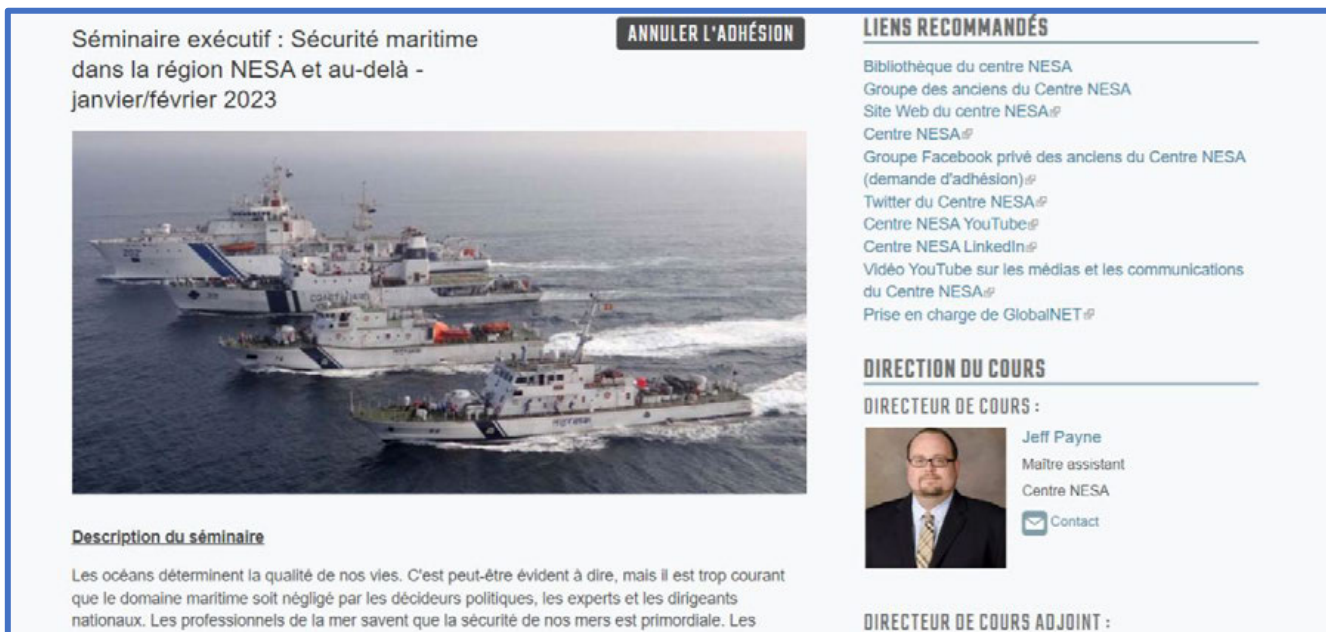 Séminaire exécutif : Sécurité maritime
dans la région NESA et au-delà -
janvier/février 2023
ANNULER L'ADHÉSION
Description du séminaire
Les océans déterminent la qualité de nos vies. C'est peut-être évident à dire, mais il est trop courant
que le domaine maritime soit négligé par les décideurs politiques, les experts et les dirigeants
nationaux. Les professionnels de la mer savent que la sécurité de nos mers est primordiale. Les
LIENS RECOMMANDÉS
Bibliothèque du centre NESA
Groupe des anciens du Centre NESA
Site Web du centre NESA
Centre NESA
Groupe Facebook privé des anciens du Centre NESA
(demande d'adhésion)
Twitter du Centre NESA
Centre NESA YouTube
Centre NESA LinkedIn
Vidéo YouTube sur les médias et les communications
du Centre NESA
Prise en charge de GlobalNET
DIRECTION DU COURS
DIRECTEUR DE COURS :
Jeff Payne
Maître assistant
Centre NESA
Contact
DIRECTEUR DE COURS ADJOINT :